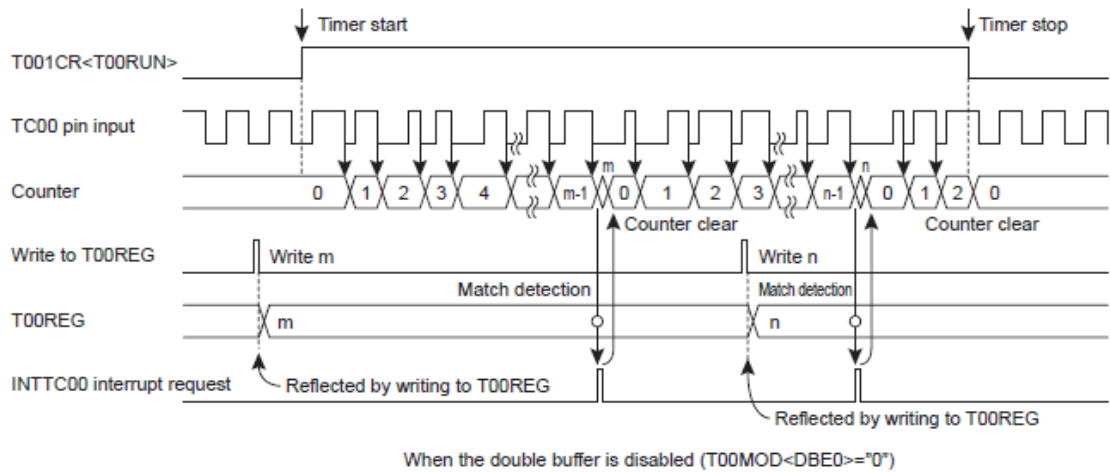 Timer start
Timer stop
T001CR<T00RUN>
TC00 pin input
m
n
Counter
0 1 2 3 4 m-1 0 1 2 3 n-1 0 1 2 0
Counter clear
Counter clear
Write to T00REG
Write m
Write n
Match detection
Match detection
T00REG
m
n
INTTC00 interrupt request
Reflected by writing to T00REG
Reflected by writing to T00REG
When the double buffer is disabled (T00MOD<DBE0>="0")